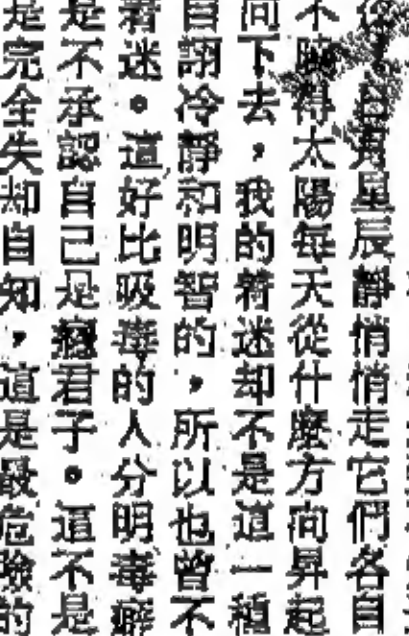 日月星辰靜悄悄走它們各自
不曉得太陽每天從什麼方向昇起
下去，我的着迷却不是這一種
自詡冷靜和明智的，所以也曾不
着迷。這好比吸毒的人分明毒癖
是不承認自己是癮君子。這不是
是完全失却自知，這是最危險的